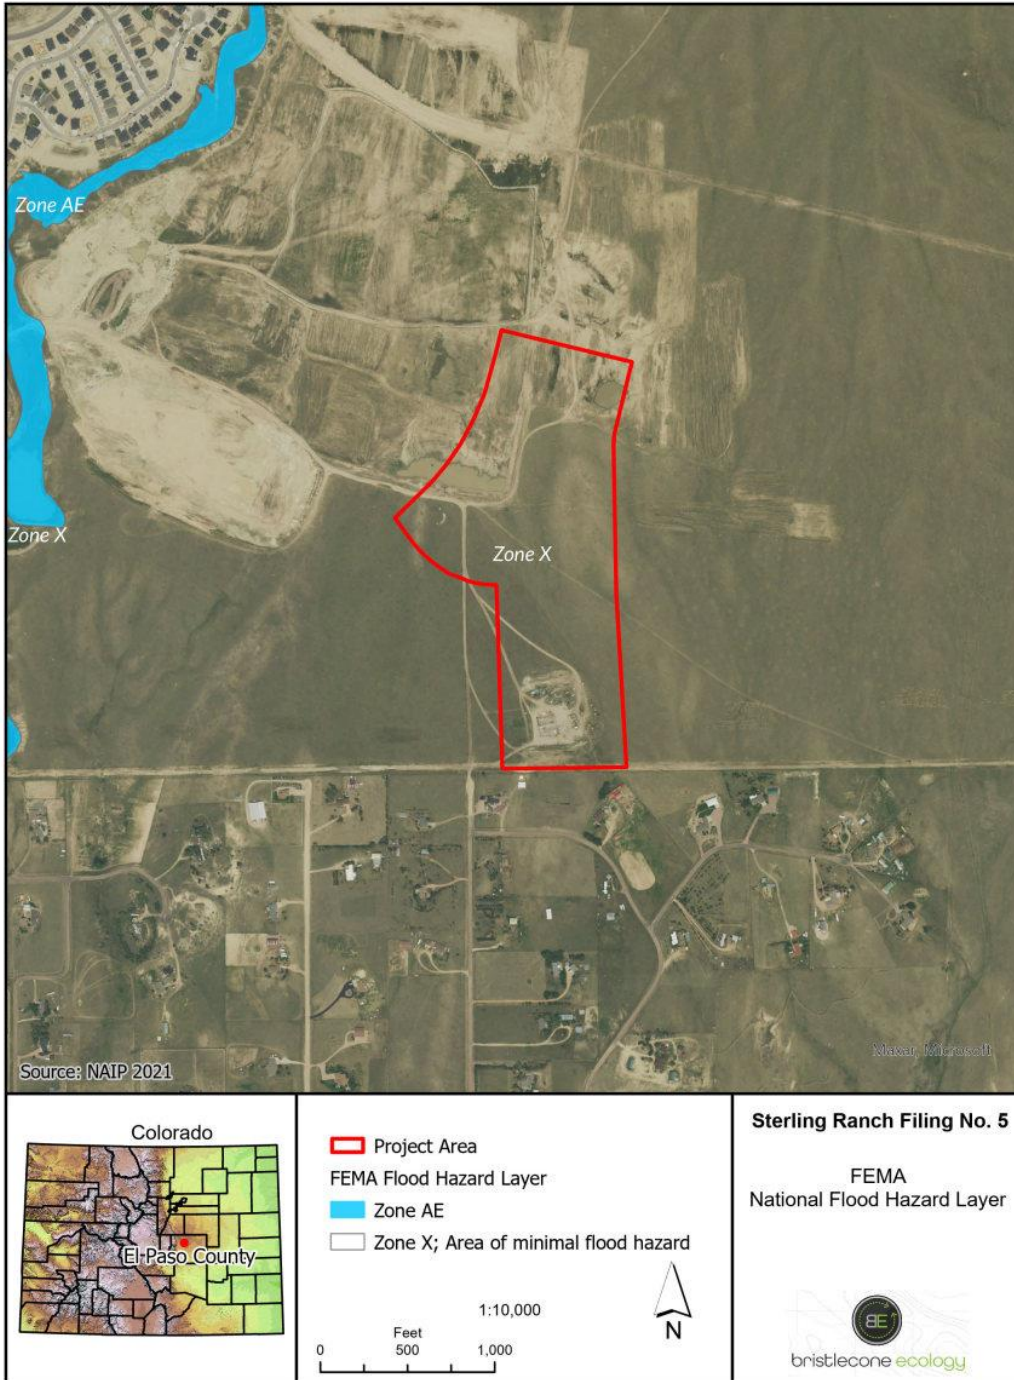 Zone AE
Zone X
Zone X
Maxar, Microsoft
Source: NAIP 2021
Colorado
El Paso County
Project Area
FEMA Flood Hazard Layer
Zone AE
Zone X; Area of minimal flood hazard
1:10,000
Feet
0 500 1,000
N
Sterling Ranch Filing No. 5
FEMA
National Flood Hazard Layer
BE
bristlecone ecology